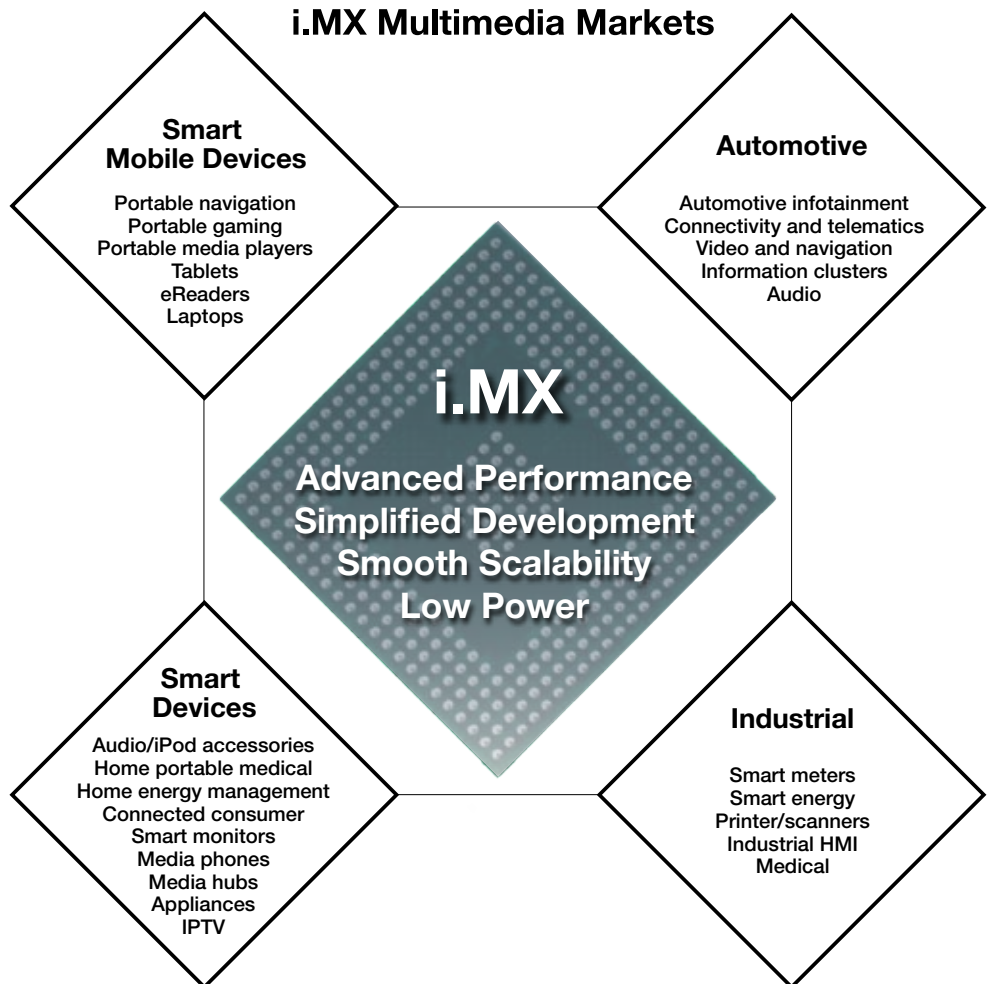 i.MX Multimedia Markets
Smart
Mobile Devices
Portable navigation
Portable gaming
Portable media players
Tablets
eReaders
Laptops
Automotive
Automotive infotainment
Connectivity and telematics
Video and navigation
Information clusters
Audio
i.MX
Advanced Performance
Simplified Development
Smooth Scalability
Low Power
Smart
Devices
Audio/iPod accessories
Home portable medical
Home energy management
Connected consumer
Smart monitors
Media phones
Media hubs
Appliances
IPTV
Industrial
Smart meters
Smart energy
Printer/scanners
Industrial HMI
Medical